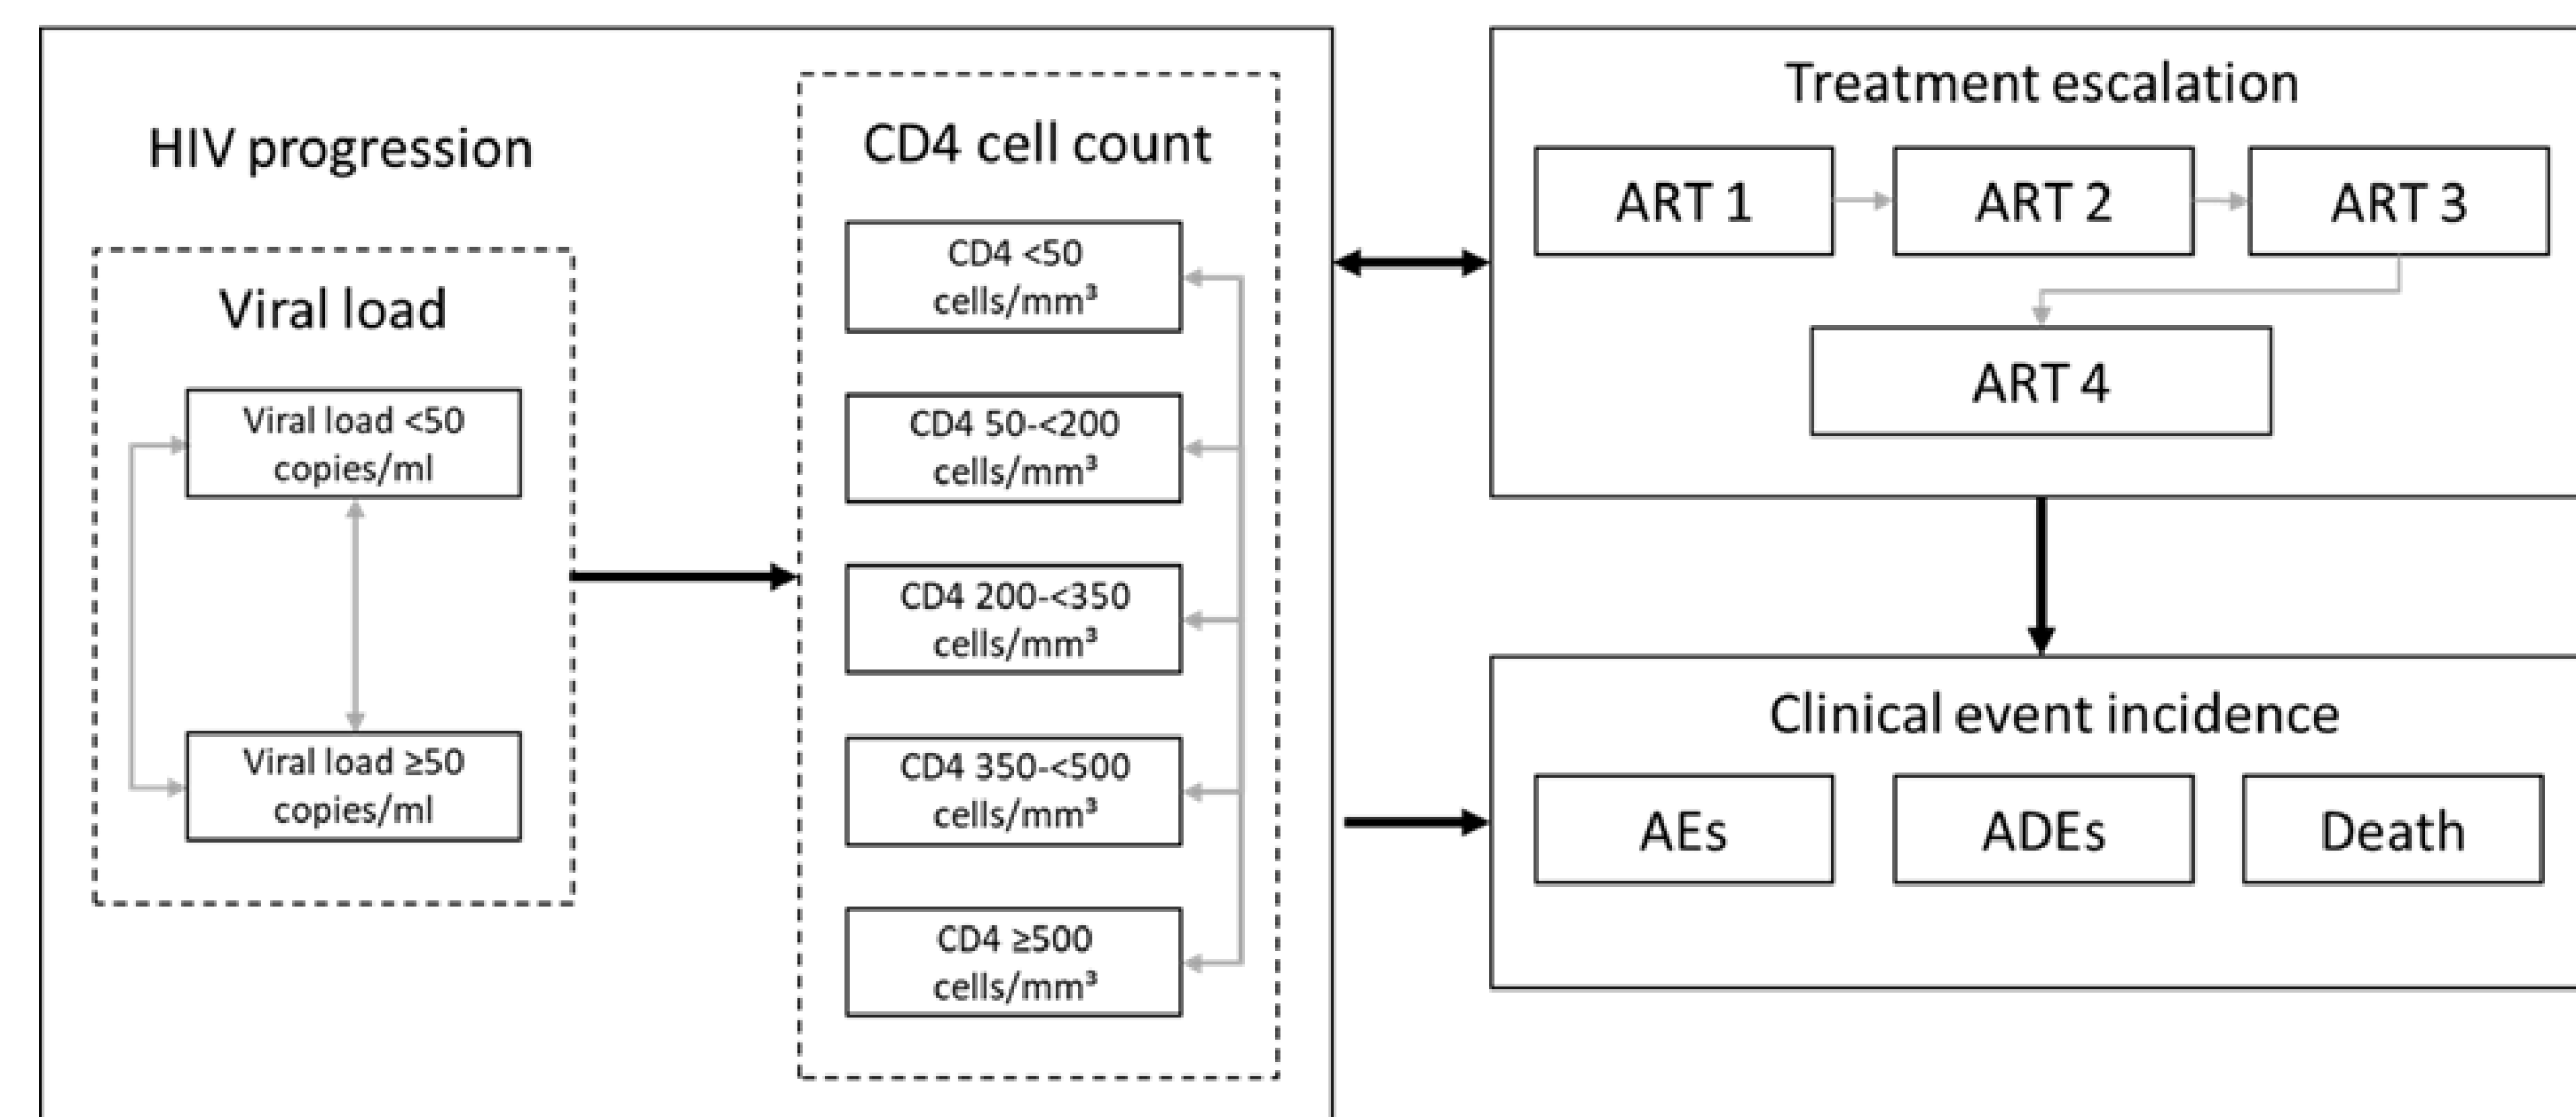 HIV progression
Viral load
Viral load <50
copies/ml
Viral load ≥50
copies/ml
CD4 cell count
CD4 <50
cells/mm³
CD4 50-<200
cells/mm³
CD4 200-<350
cells/mm³
CD4 350-<500
cells/mm³
CD4 ≥500
cells/mm³
Treatment escalation
ART 1
ART 2
ART 3
ART 4
Clinical event incidence
AEs
ADEs
Death